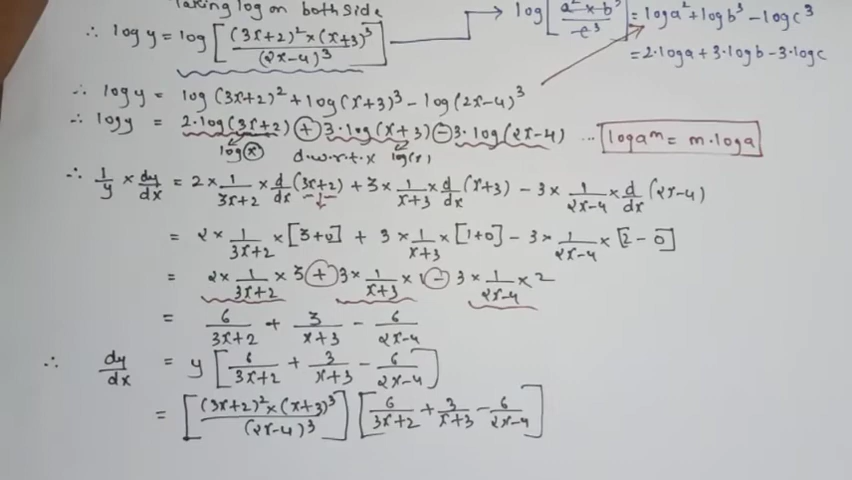 Taking log on both side
∴ log y = log [ (3x+2)² × (x+3)³ / (2x-4)³ ] → log [ a² × b³ / c³ ] = log a² + log b³ - log c³
= 2·log a + 3·log b - 3·log c
∴ log y = log (3x+2)² + log (x+3)³ - log (2x-4)³
∴ log y = 2·log (3x+2) + 3·log (x+3) - 3·log (2x-4) ... log aᵐ = m·log a
log(x) d.w.r.t.x log(x)
∴ 1/y × dy/dx = 2 × 1/(3x+2) × d/dx (3x+2) + 3 × 1/(x+3) × d/dx (x+3) - 3 × 1/(2x-4) × d/dx (2x-4)
= 2 × 1/(3x+2) × [3+0] + 3 × 1/(x+3) × [1+0] - 3 × 1/(2x-4) × [2-0]
= 2 × 1/(3x+2) × 3 + 3 × 1/(x+3) × 1 - 3 × 1/(2x-4) × 2
= 6/(3x+2) + 3/(x+3) - 6/(2x-4)
∴ dy/dx = y [ 6/(3x+2) + 3/(x+3) - 6/(2x-4) ]
= [ (3x+2)² × (x+3)³ / (2x-4)³ ] [ 6/(3x+2) + 3/(x+3) - 6/(2x-4) ]